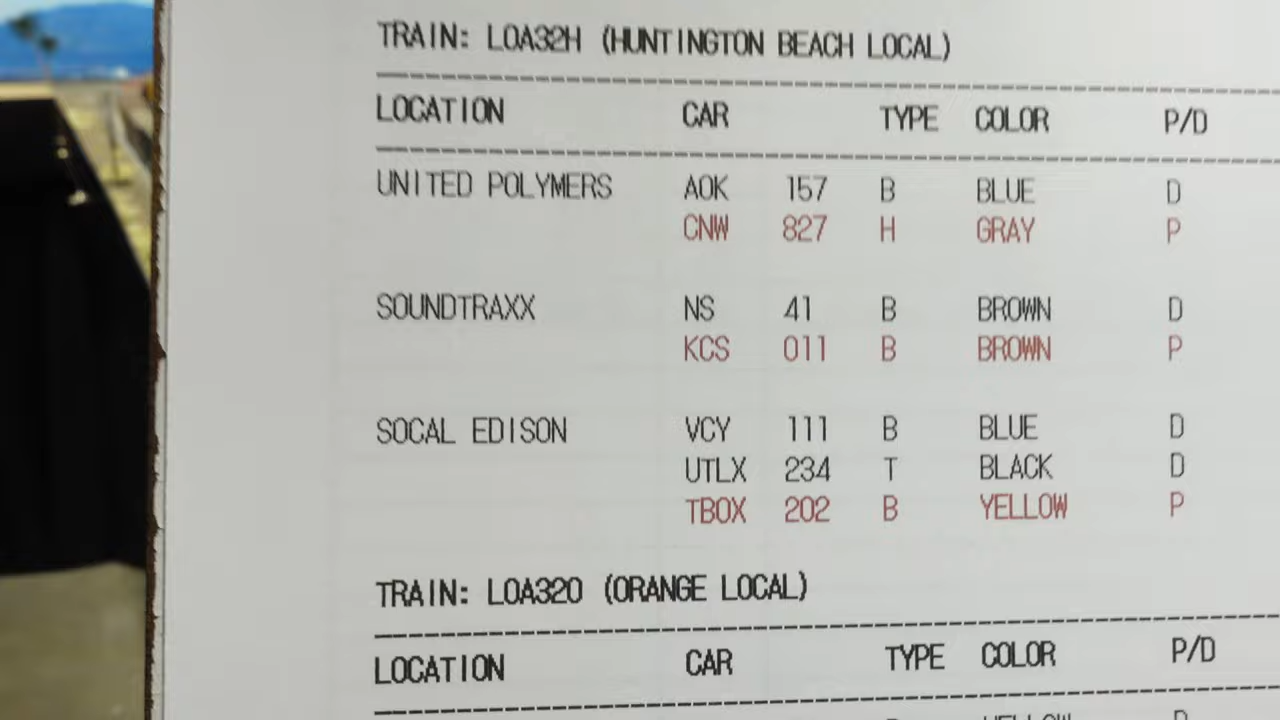 TRAIN: LOA32H (HUNTINGTON BEACH LOCAL)
LOCATION CAR TYPE COLOR P/D
UNITED POLYMERS AOK 157 B BLUE D
CNW 827 H GRAY P
SOUNDTRAXX NS 41 B BROWN D
KCS 011 B BROWN P
SOCAL EDISON VCY 111 B BLUE D
UTLX 234 T BLACK D
TBOX 202 B YELLOW P
TRAIN: LOA32O (ORANGE LOCAL)
LOCATION CAR TYPE COLOR P/D